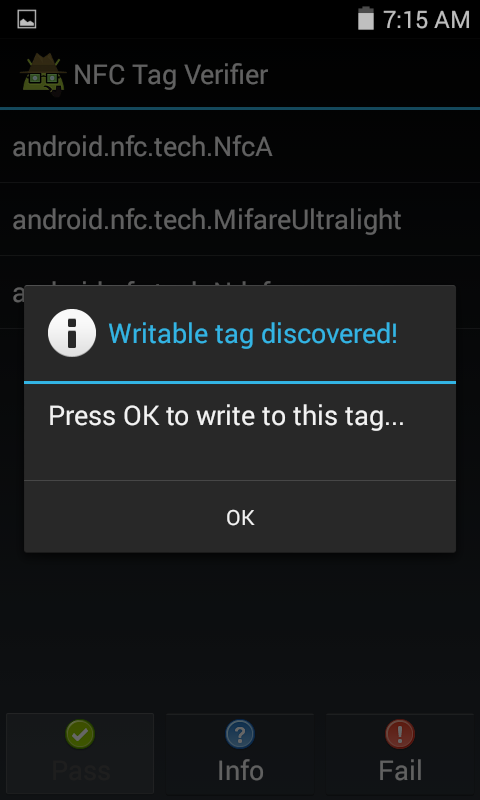 7:15 AM
NFC Tag Verifier
android.nfc.tech.NfcA
android.nfc.tech.MifareUltralight
Writable tag discovered!
Press OK to write to this tag...
OK
Pass
Info
Fail